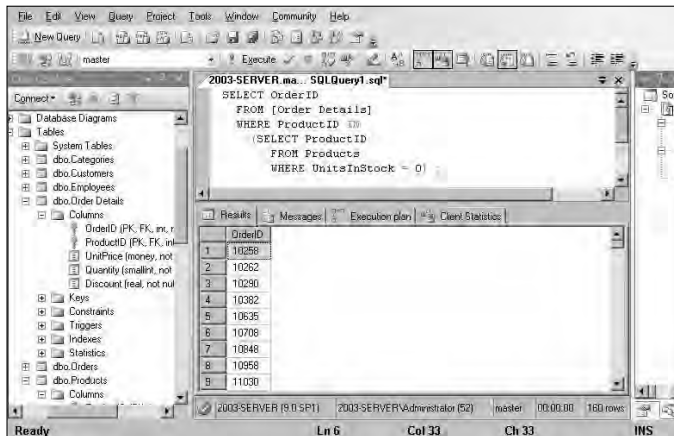 File Edit View Query Project Tools Window Community Help
New Query
master Execute
2003-SERVER.ma... SQLQuery1.sql*
Connect
SELECT OrderID
FROM [Order Details]
WHERE ProductID IN
(SELECT ProductID
FROM Products
WHERE UnitsInStock = 0) ;
Database Diagrams
Tables
System Tables
dbo.Categories
dbo.Customers
dbo.Employees
dbo.Order Details
Columns
OrderID (PK, FK, int, r
ProductID (PK, FK, int
UnitPrice (money, not
Quantity (smallint, not
Discount (real, not nul
Keys
Constraints
Triggers
Indexes
Statistics
dbo.Orders
dbo.Products
Columns
So
Results Messages Execution plan Client Statistics
OrderID
1 10258
2 10262
3 10290
4 10382
5 10635
6 10708
7 10848
8 10958
9 11030
2003-SERVER (9.0 SP1) 2003-SERVER\Administrator (52) master 00:00:00 160 rows
Ready Ln 6 Col 33 Ch 33 INS